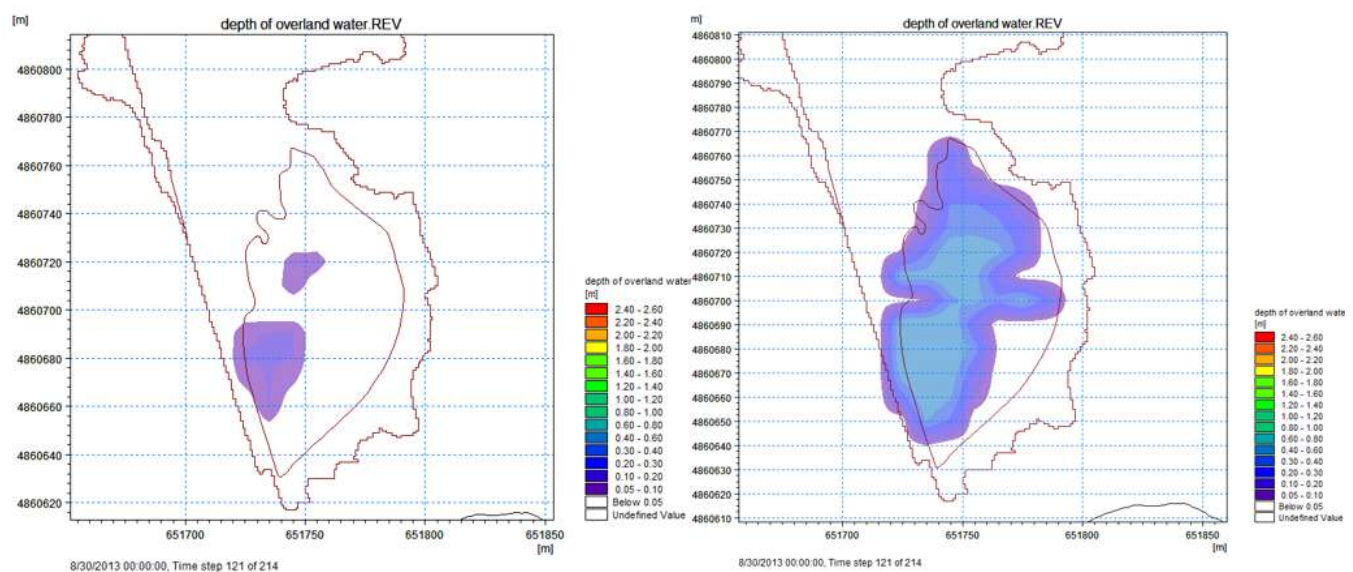 [m]
depth of overland water.REV
4860800
4860780
4860760
4860740
4860720
4860700
4860680
4860660
4860640
4860620
651700
651750
651800
651850
[m]
8/30/2013 00:00:00, Time step 121 of 214
depth of overland water
[m]
2.40 - 2.60
2.20 - 2.40
2.00 - 2.20
1.80 - 2.00
1.60 - 1.80
1.40 - 1.60
1.20 - 1.40
1.00 - 1.20
0.80 - 1.00
0.60 - 0.80
0.40 - 0.60
0.30 - 0.40
0.20 - 0.30
0.10 - 0.20
0.05 - 0.10
Below 0.05
Undefined Value
m]
depth of overland water.REV
4860810
4860800
4860790
4860780
4860770
4860760
4860750
4860740
4860730
4860720
4860710
4860700
4860690
4860680
4860670
4860660
4860650
4860640
4860630
4860620
4860610
651700
651750
651800
651850
[m]
8/30/2013 00:00:00, Time step 121 of 214
depth of overland water
[m]
2.40 - 2.60
2.20 - 2.40
2.00 - 2.20
1.80 - 2.00
1.60 - 1.80
1.40 - 1.60
1.20 - 1.40
1.00 - 1.20
0.80 - 1.00
0.60 - 0.80
0.40 - 0.60
0.30 - 0.40
0.20 - 0.30
0.10 - 0.20
0.05 - 0.10
Below 0.05
Undefined Value